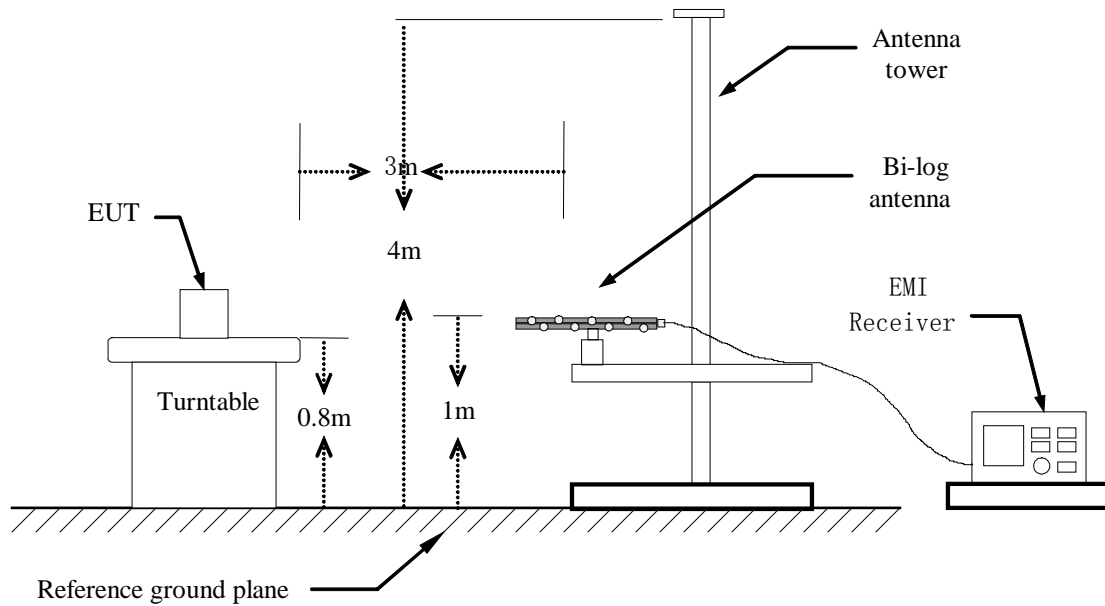 Antenna
tower
3m
Bi-log
antenna
EUT
4m
EMI
Receiver
Turntable
0.8m
1m
Reference ground plane